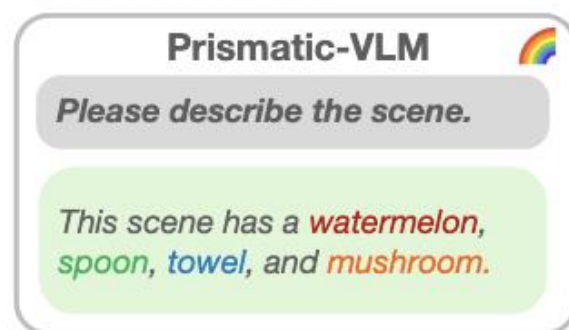 Prismatic-VLM
Please describe the scene.
This scene has a watermelon,
spoon, towel, and mushroom.